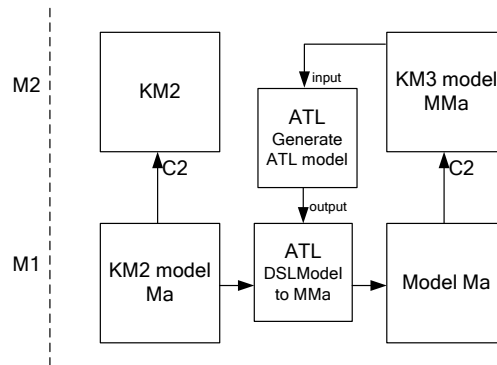 M2
KM2
input
ATL
Generate
ATL model
KM3 model
MMa
C2
output
C2
M1
KM2 model
Ma
ATL
DSLModel
to MMa
Model Ma